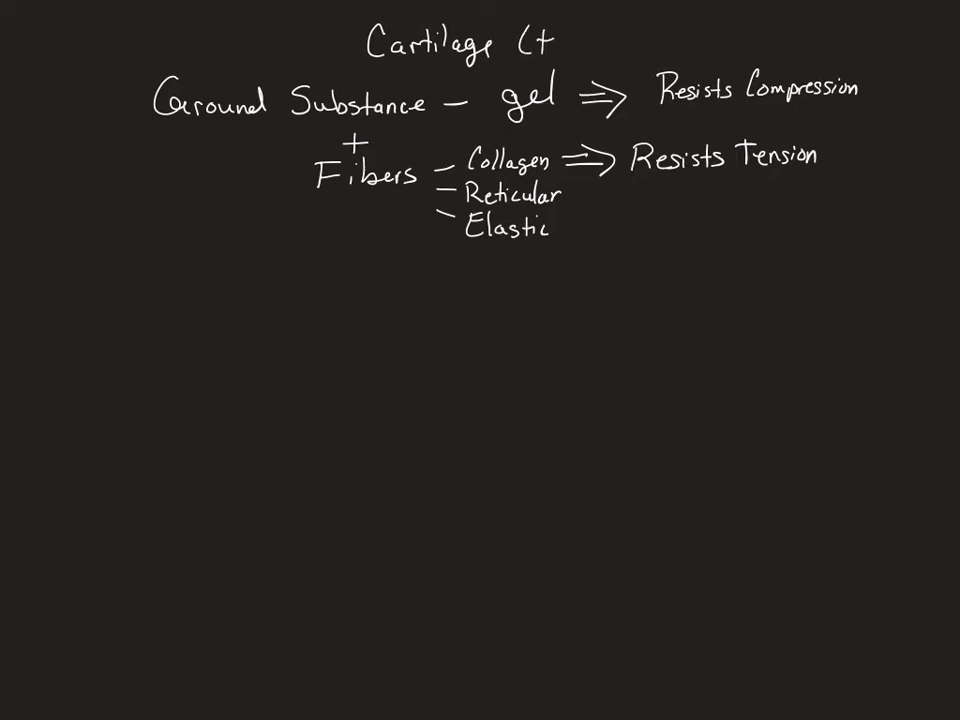 Cartilage Ct
Ground Substance - gel ⇒ Resists Compression
+
Fibers - Collagen ⇒ Resists Tension
- Reticular
- Elastic